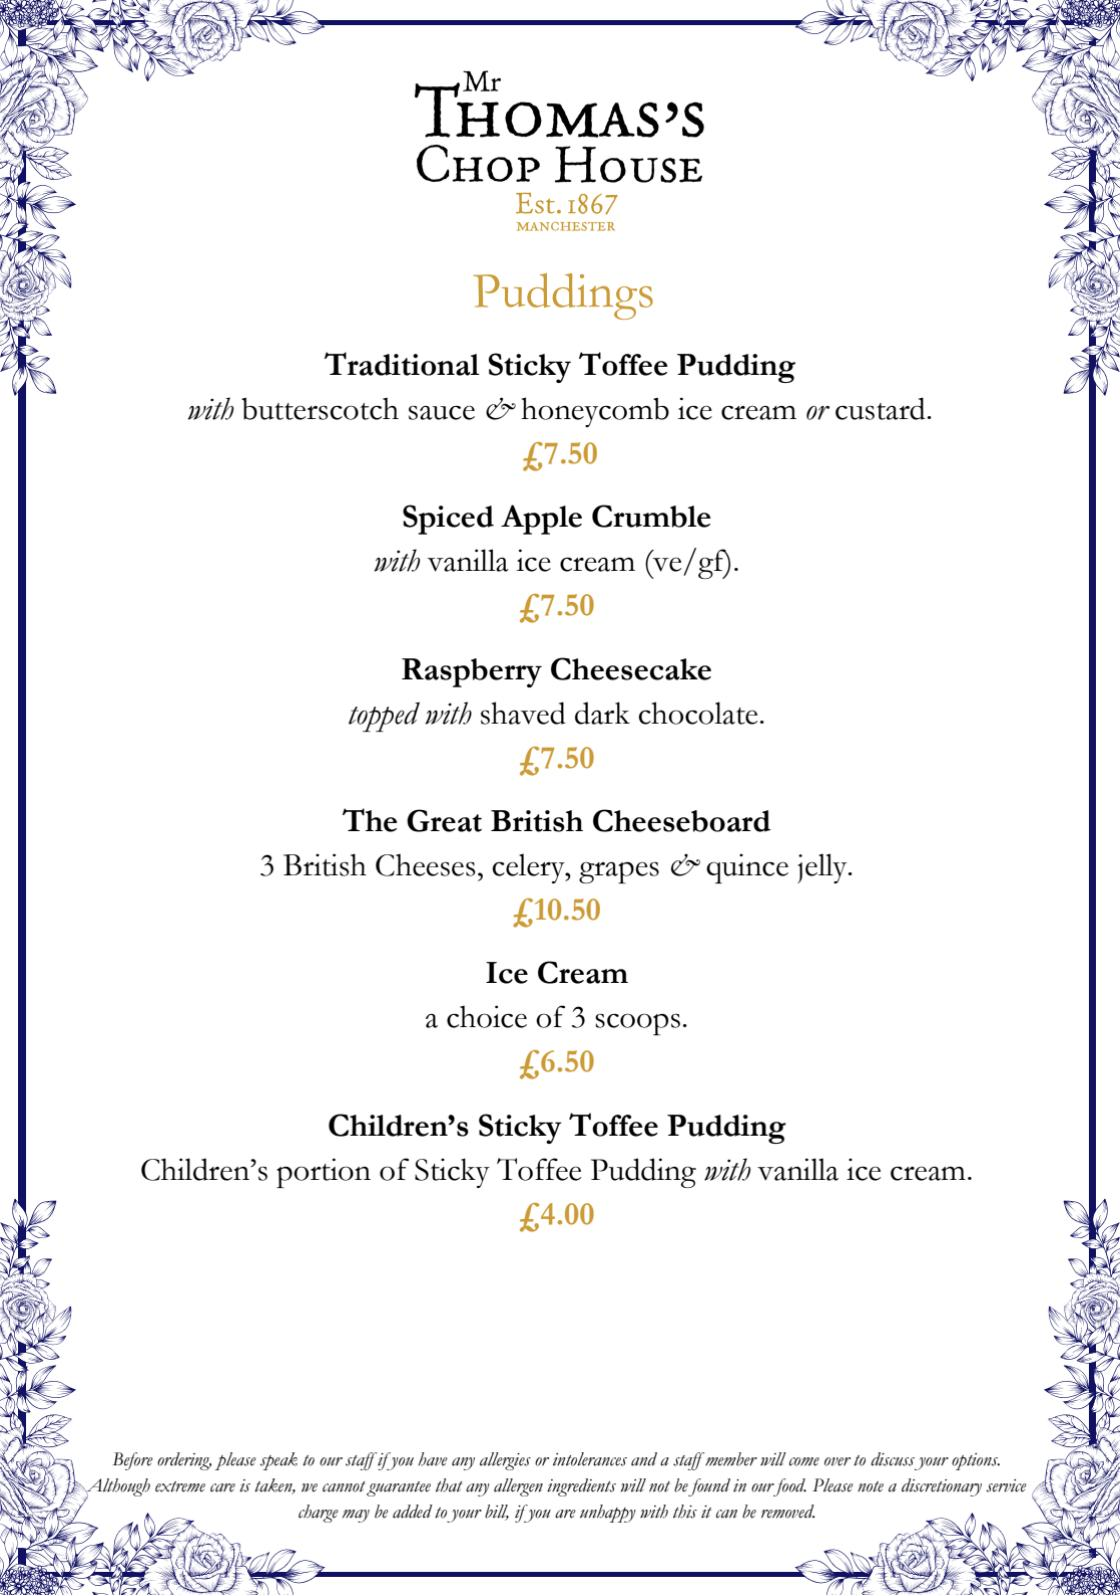 Mr
THOMAS'S
CHOP HOUSE
Est. 1867
MANCHESTER
Puddings
Traditional Sticky Toffee Pudding
with butterscotch sauce & honeycomb ice cream or custard.
£7.50
Spiced Apple Crumble
with vanilla ice cream (ve/gf).
£7.50
Raspberry Cheesecake
topped with shaved dark chocolate.
£7.50
The Great British Cheeseboard
3 British Cheeses, celery, grapes & quince jelly.
£10.50
Ice Cream
a choice of 3 scoops.
£6.50
Children's Sticky Toffee Pudding
Children's portion of Sticky Toffee Pudding with vanilla ice cream.
£4.00
Before ordering, please speak to our staff if you have any allergies or intolerances and a staff member will come over to discuss your options.
Although extreme care is taken, we cannot guarantee that any allergen ingredients will not be found in our food. Please note a discretionary service
charge may be added to your bill, if you are unhappy with this it can be removed.